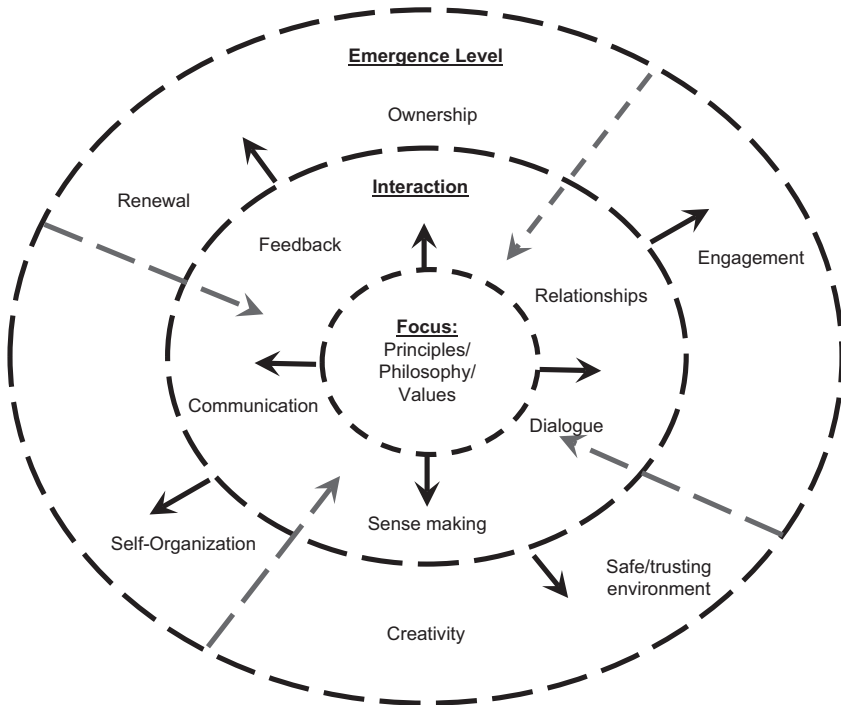 Emergence Level
Ownership
Renewal
Interaction
Feedback
Engagement
Relationships
Focus:
Principles/
Philosophy/
Values
Communication
Dialogue
Sense making
Self-Organization
Safe/trusting
environment
Creativity